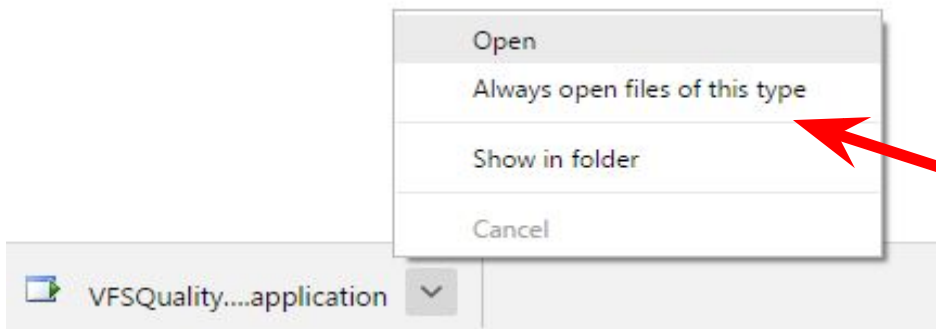 Open
Always open files of this type
Show in folder
Cancel
VFSQuality....application